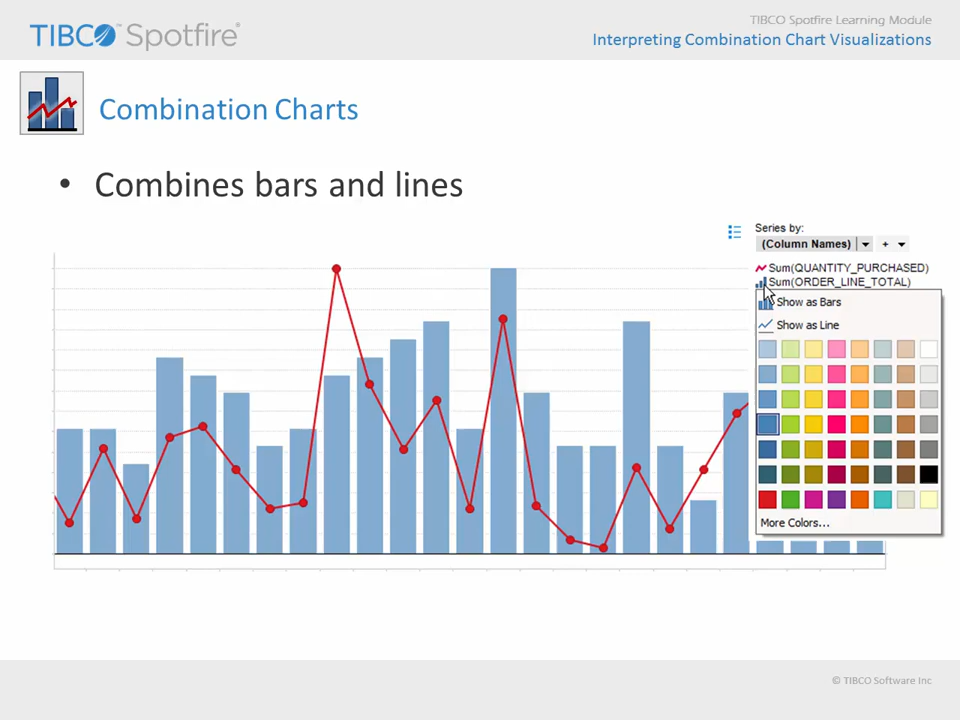 TIBCO™ Spotfire®
TIBCO Spotfire Learning Module
Interpreting Combination Chart Visualizations
Combination Charts
• Combines bars and lines
Series by:
(Column Names) + 
Sum(QUANTITY_PURCHASED)
Sum(ORDER_LINE_TOTAL)
Show as Bars
Show as Line
More Colors...
© TIBCO Software Inc